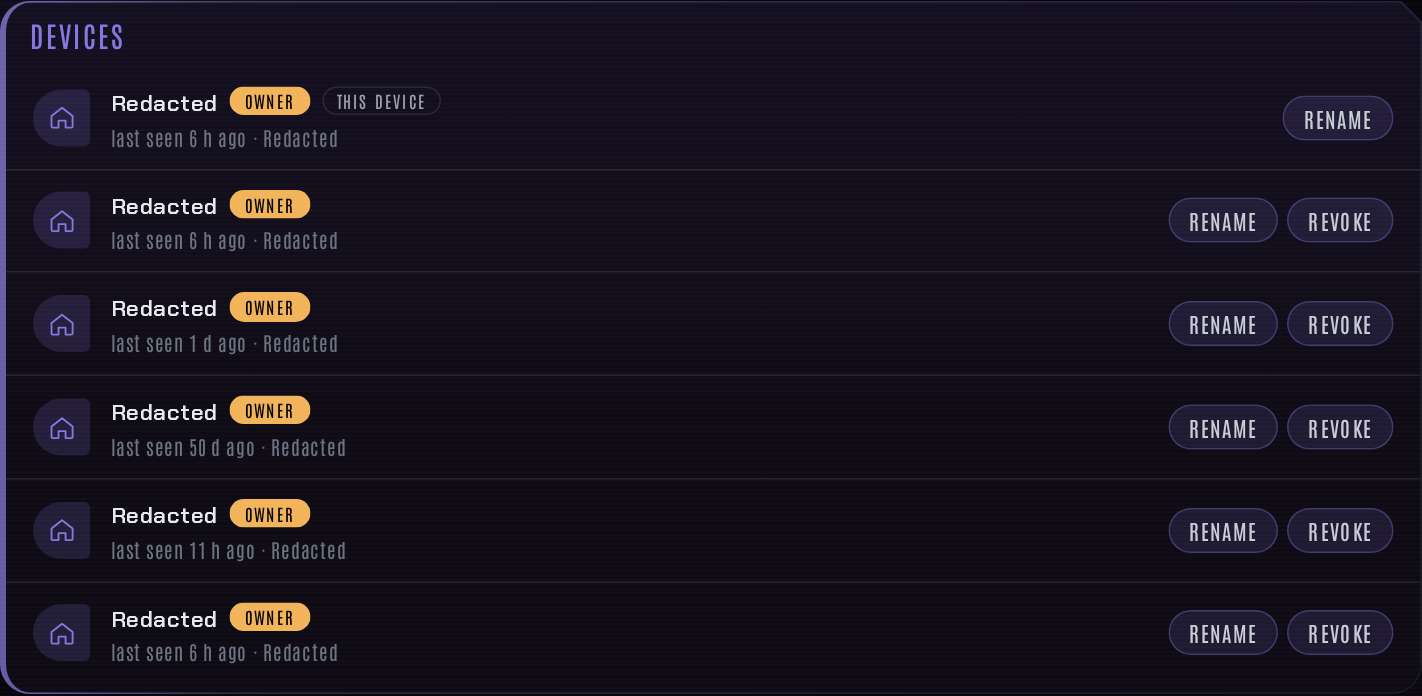 DEVICES
Redacted OWNER THIS DEVICE
last seen 6 h ago · Redacted
RENAME
Redacted OWNER
last seen 6 h ago · Redacted
RENAME REVOKE
Redacted OWNER
last seen 1 d ago · Redacted
RENAME REVOKE
Redacted OWNER
last seen 50 d ago · Redacted
RENAME REVOKE
Redacted OWNER
last seen 11 h ago · Redacted
RENAME REVOKE
Redacted OWNER
last seen 6 h ago · Redacted
RENAME REVOKE